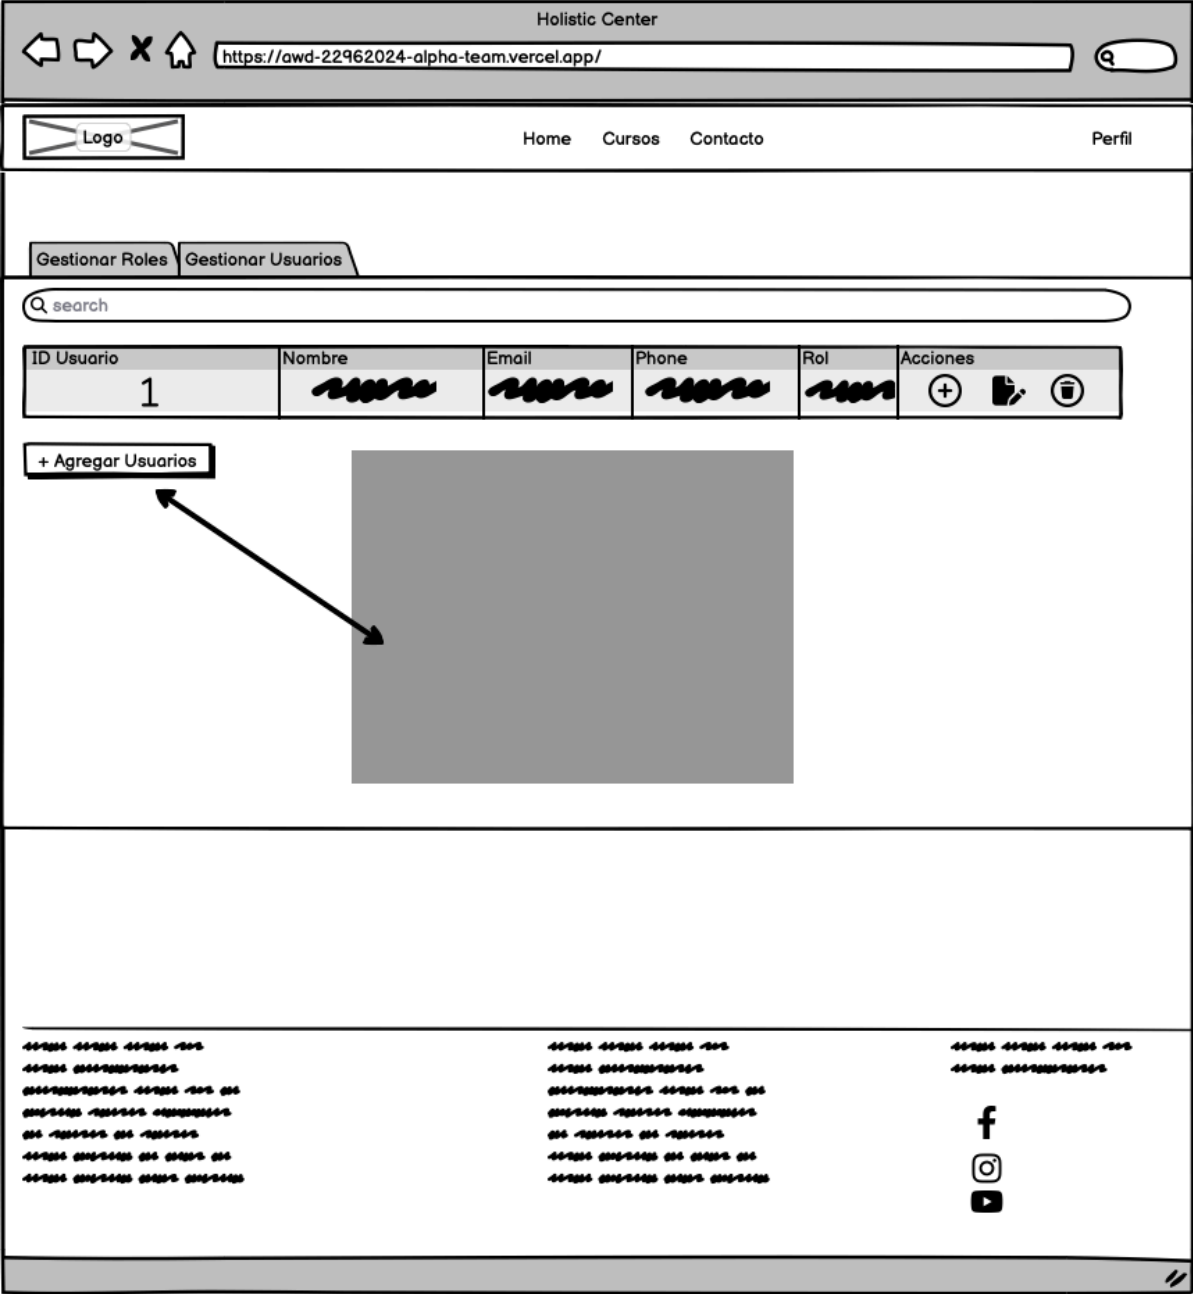 Holistic Center
https://awd-22962024-alpha-team.vercel.app/
Logo
Home Cursos Contacto Perfil
Gestionar Roles Gestionar Usuarios
search
ID Usuario Nombre Email Phone Rol Acciones
1
+ Agregar Usuarios